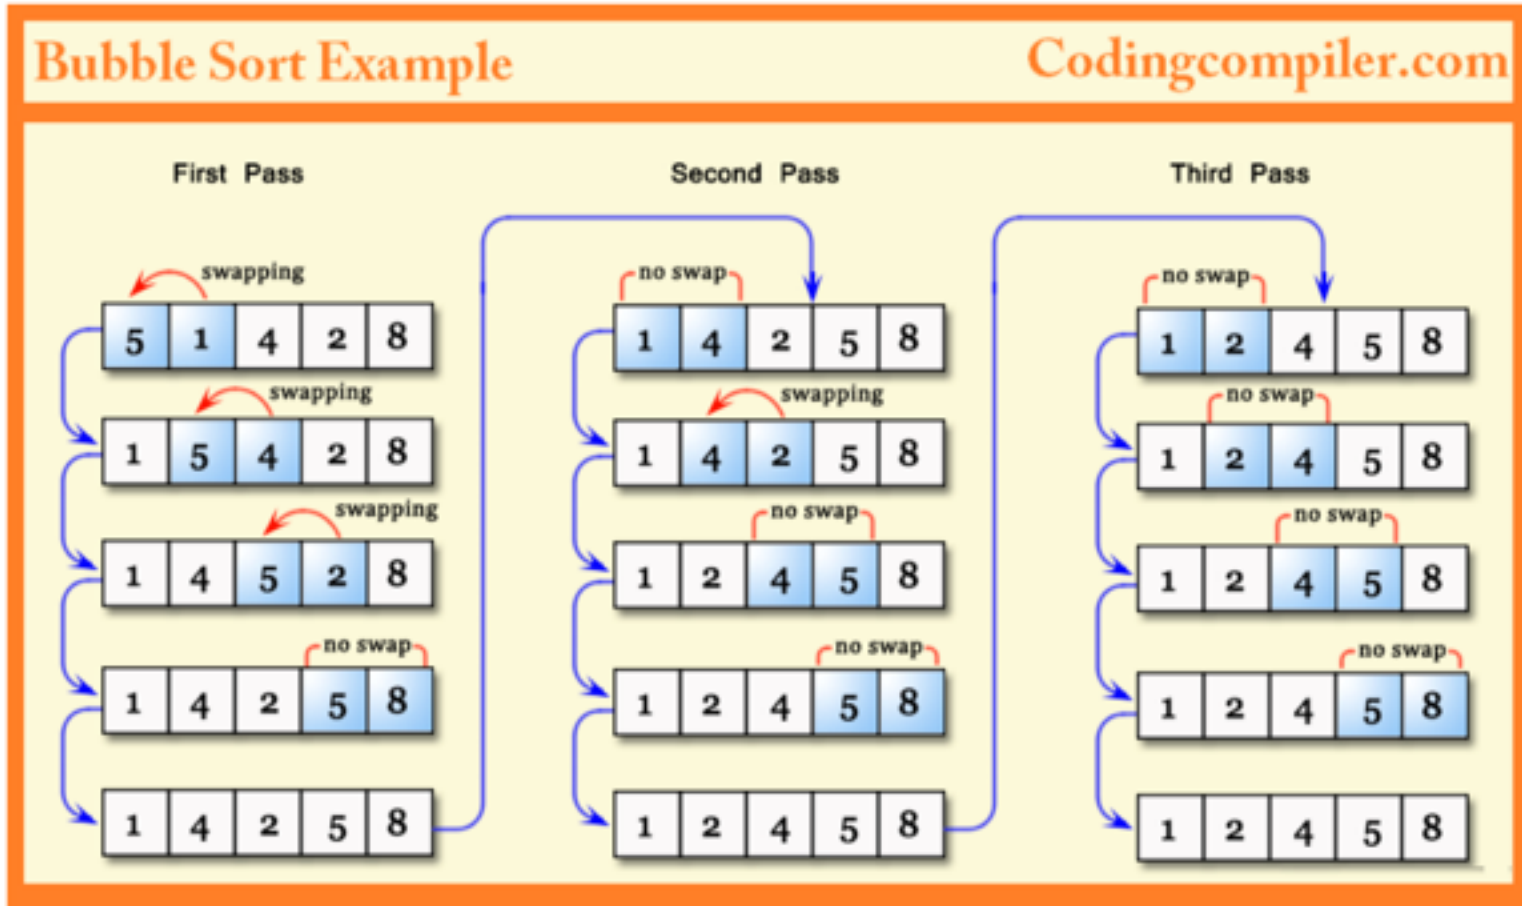 Bubble Sort Example
Codingcompiler.com
First Pass
swapping
5 1 4 2 8
swapping
1 5 4 2 8
swapping
1 4 5 2 8
no swap
1 4 2 5 8
1 4 2 5 8
Second Pass
no swap
1 4 2 5 8
swapping
1 4 2 5 8
no swap
1 2 4 5 8
no swap
1 2 4 5 8
1 2 4 5 8
Third Pass
no swap
1 2 4 5 8
no swap
1 2 4 5 8
no swap
1 2 4 5 8
no swap
1 2 4 5 8
1 2 4 5 8